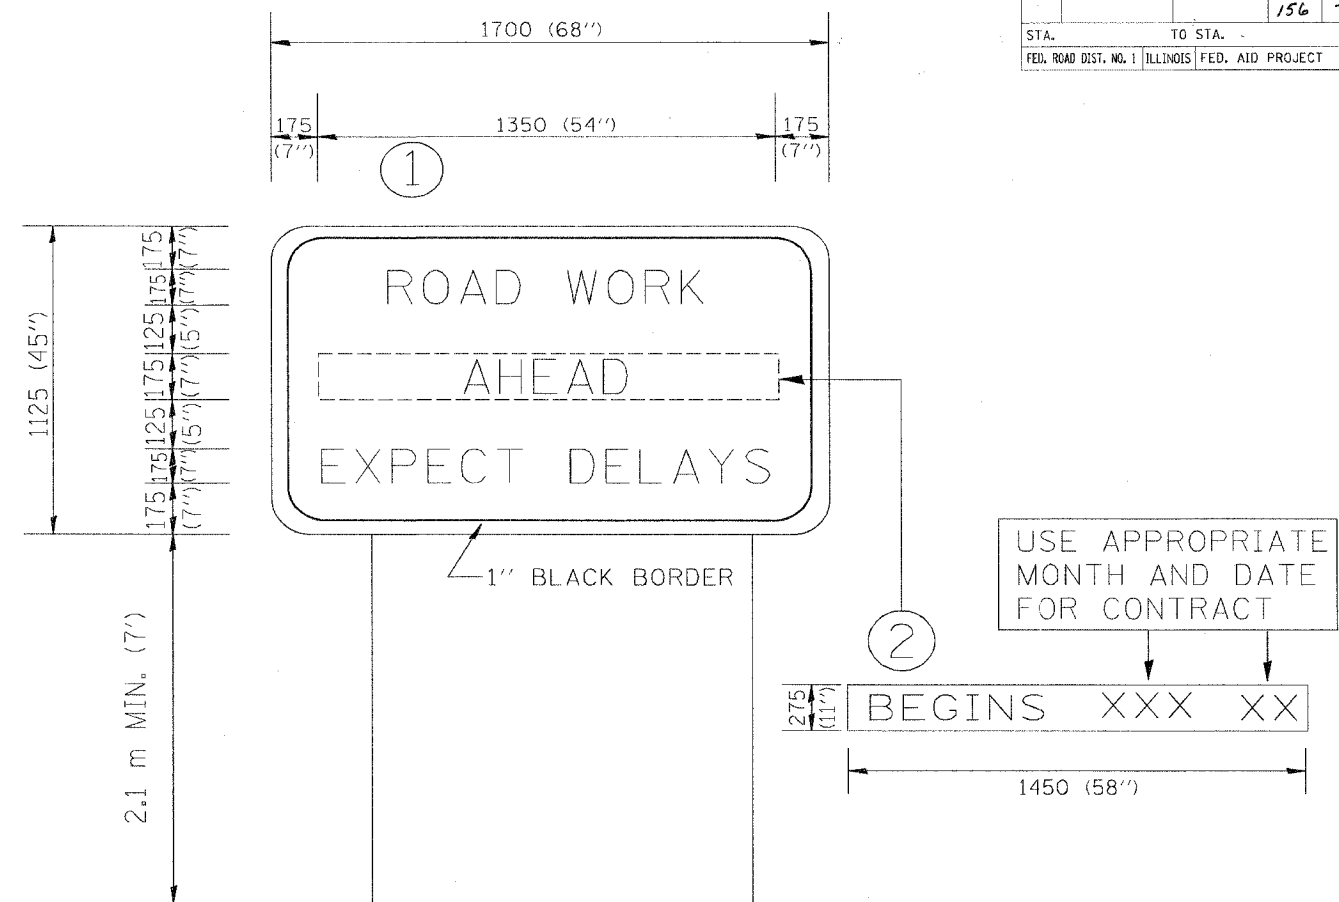 156
STA. TO STA.
FED. ROAD DIST. NO. 1 ILLINOIS FED. AID PROJECT
1700 (68'')
175 (7'')
1350 (54'')
175 (7'')
1
1125 (45'')
175 (7'')
175 (7'')
125 (5'')
175 (7'')
125 (5'')
175 (7'')
175 (7'')
ROAD WORK
AHEAD
EXPECT DELAYS
1'' BLACK BORDER
2.1 m MIN. (7')
USE APPROPRIATE
MONTH AND DATE
FOR CONTRACT
2
275 (11'')
BEGINS XXX XX
1450 (58'')